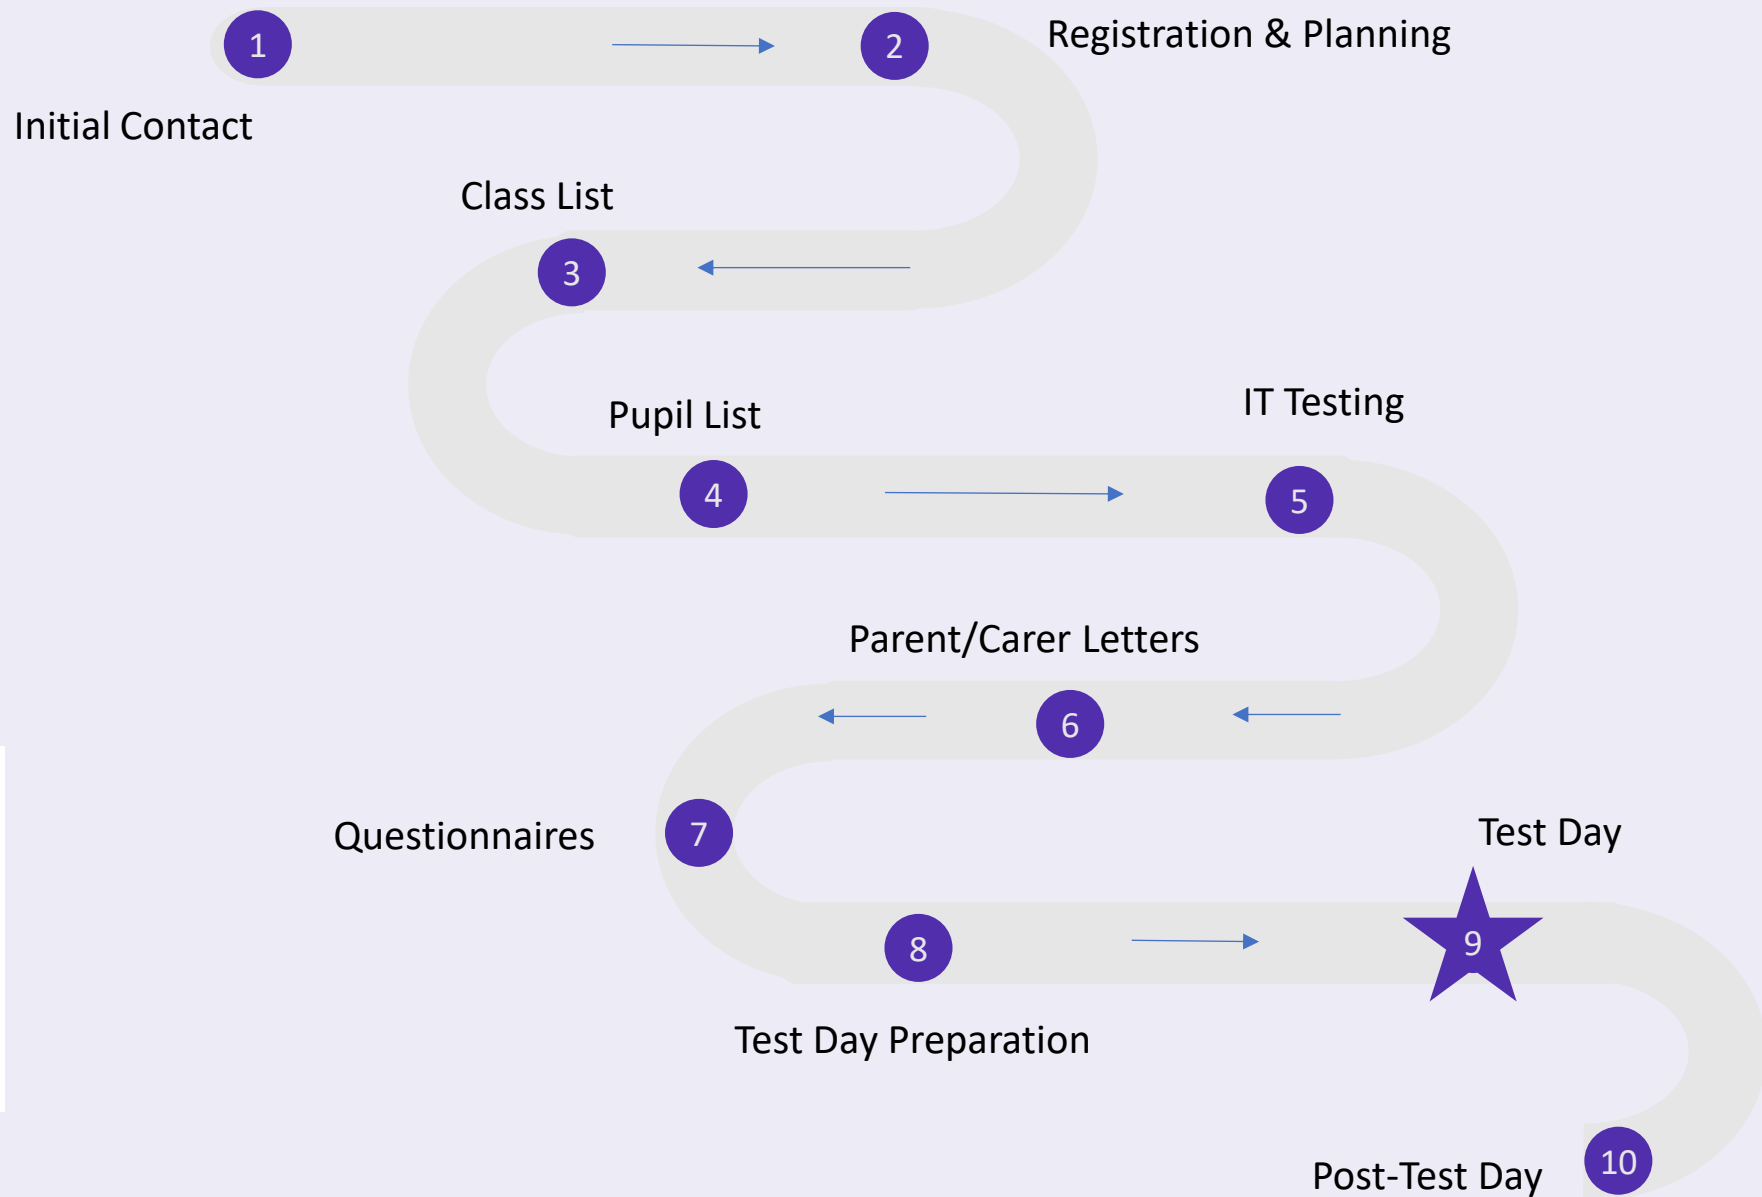 1
Initial Contact
2
Registration & Planning
Class List
3
Pupil List
4
IT Testing
5
Parent/Carer Letters
6
Questionnaires
7
8
Test Day Preparation
Test Day
9
Post-Test Day
10